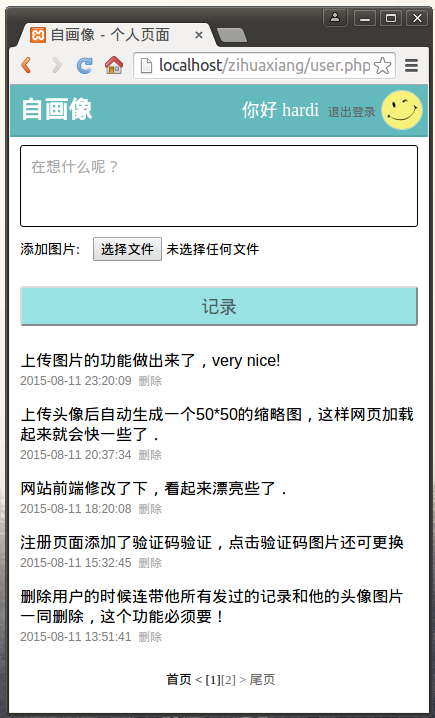 自画像 - 个人页面
localhost/zihuaxiang/user.php
自画像 你好 hardi 退出登录
在想什么呢？
添加图片: 选择文件 未选择任何文件
记录
上传图片的功能做出来了，very nice!
2015-08-11 23:20:09 删除
上传头像后自动生成一个50*50的缩略图，这样网页加载
起来就会快一些了．
2015-08-11 20:37:34 删除
网站前端修改了下，看起来漂亮些了．
2015-08-11 18:20:08 删除
注册页面添加了验证码验证，点击验证码图片还可更换
2015-08-11 15:32:45 删除
删除用户的时候连带他所有发过的记录和他的头像图片
一同删除，这个功能必须要！
2015-08-11 13:51:41 删除
首页 < [1][2] > 尾页